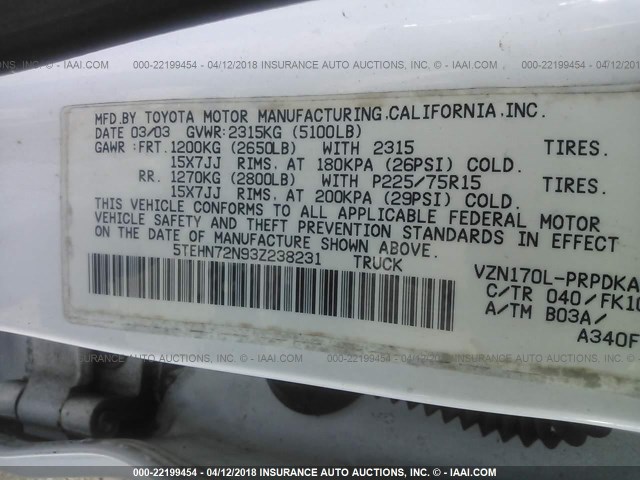 000-22199454 - 04/12/2018 INSURANCE AUTO AUCTIONS, INC. - IAAI.COM
MFD.BY TOYOTA MOTOR MANUFACTURING.CALIFORNIA.INC.
DATE 03/03 GVWR:2315KG (5100LB)
GAWR :FRT.1200KG (2650LB) WITH 2315 TIRES.
15X7JJ RIMS. AT 180KPA (26PSI) COLD.
RR. 1270KG (2800LB) WITH P225/75R15 TIRES.
15X7JJ RIMS. AT 200KPA (29PSI) COLD.
THIS VEHICLE CONFORMS TO ALL APPLICABLE FEDERAL MOTOR
VEHICLE SAFETY AND THEFT PREVENTION STANDARDS IN EFFECT
ON THE DATE OF MANUFACTURE SHOWN ABOVE.
5TEHN72N93Z238231 TRUCK
VZN170L-PRPDKA
C/TR 040/FK10
A/TM B03A/
A340F
000-22199454 - 04/12/2018 INSURANCE AUTO AUCTIONS, INC. - IAAI.COM